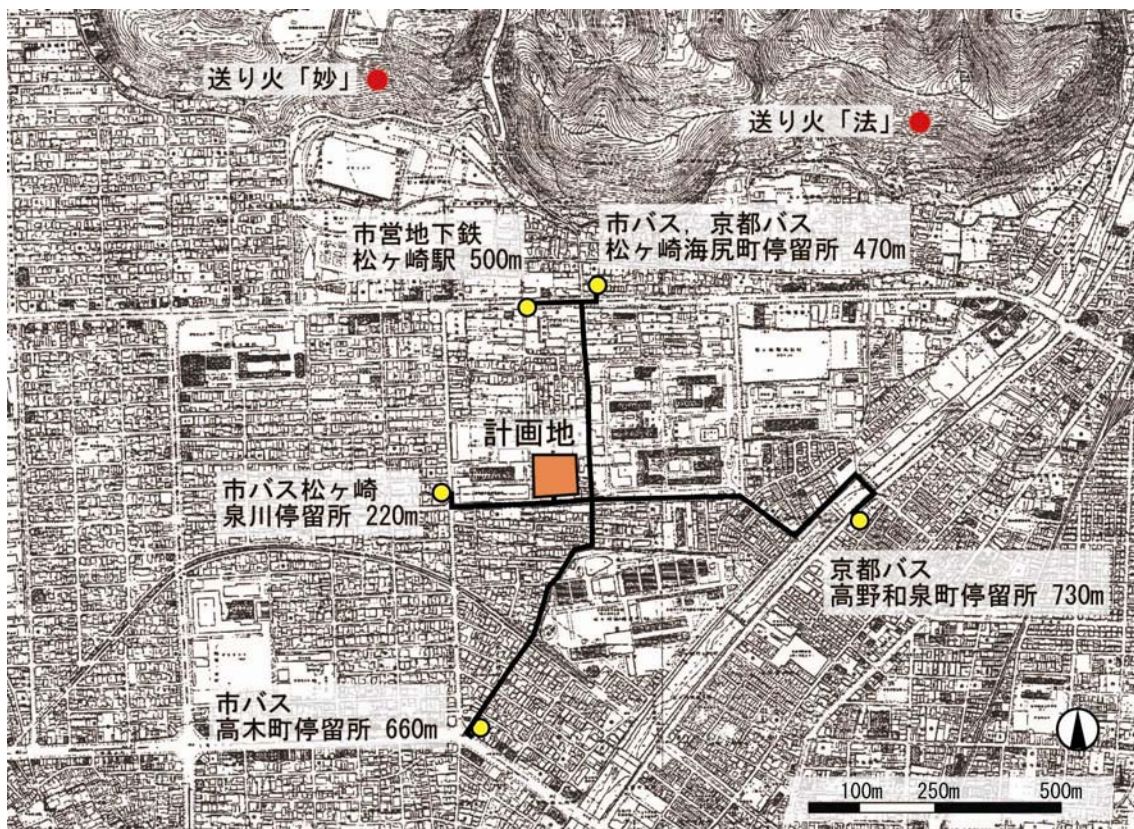 送り火「妙」
送り火「法」
市営地下鉄
松ヶ崎駅 500m
市バス，京都バス
松ヶ崎海尻町停留所 470m
計画地
市バス松ヶ崎
泉川停留所 220m
京都バス
高野和泉町停留所 730m
市バス
高木町停留所 660m
100m 250m 500m